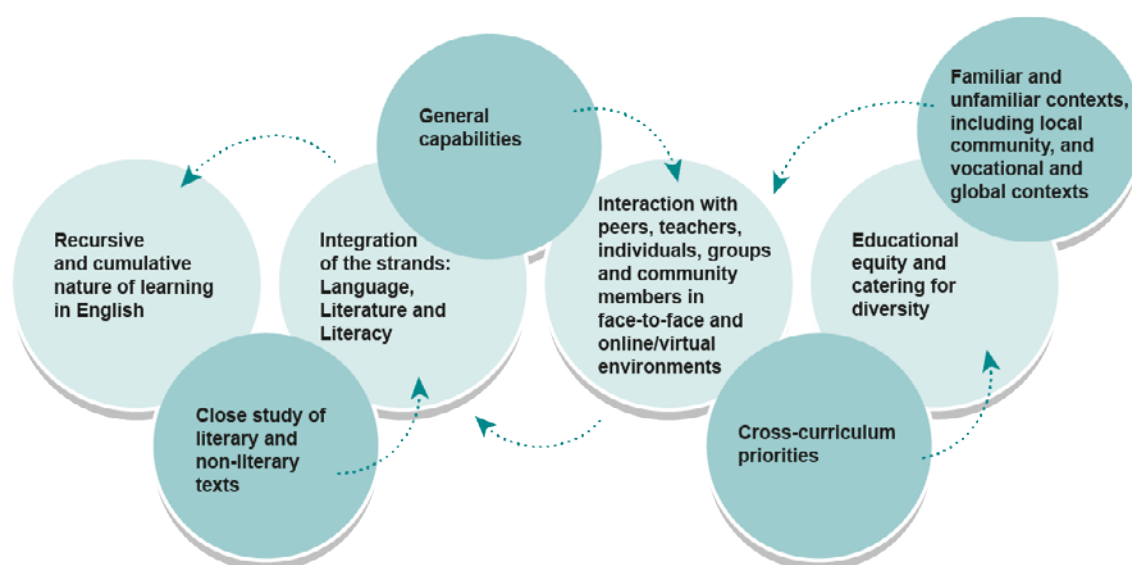 Recursive
and cumulative
nature of learning
in English
Close study of
literary and
non-literary
texts
Integration
of the strands:
Language,
Literature and
Literacy
General
capabilities
Interaction with
peers, teachers,
individuals, groups
and community
members in
face-to-face and
online/virtual
environments
Cross-curriculum
priorities
Educational
equity and
catering for
diversity
Familiar and
unfamiliar contexts,
including local
community, and
vocational and
global contexts